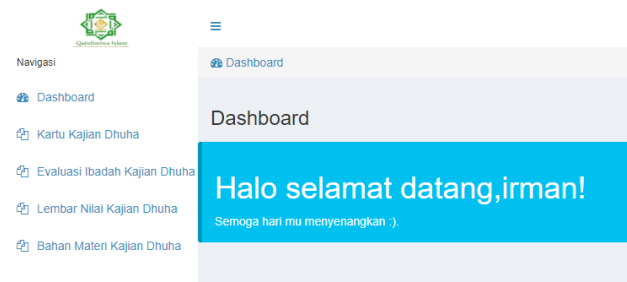 Navigasi
Dashboard
Kartu Kajian Dhuha
Evaluasi Ibadah Kajian Dhuha
Lembar Nilai Kajian Dhuha
Bahan Materi Kajian Dhuha
Dashboard
Dashboard
Halo selamat datang,irman!
Semoga hari mu menyenangkan :).